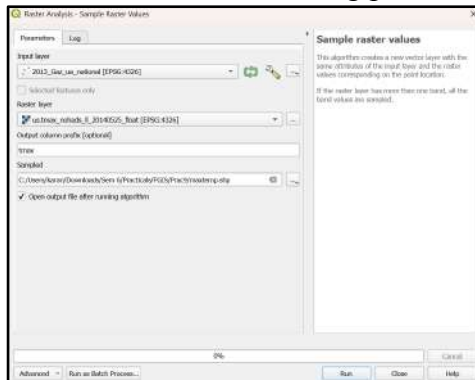 Raster Analysis - Sample Raster Values
Parameters Log
Input layer
2013_Gaz_us_national [EPSG:4326]
Selected features only
Raster layer
us.tmax_nohads_ll_20140525_float [EPSG:4326]
Output column prefix [optional]
tmax
Sampled
C:/Users/karan/Downloads/Sem 6/Practicals/PGIS/Prac9/maxtemp.shp
Open output file after running algorithm
Sample raster values
This algorithm creates a new vector layer with the
same attributes of the input layer and the raster
values corresponding on the point location.
If the raster layer has more than one band, all the
band values are sampled.
0%
Cancel
Advanced
Run as Batch Process...
Run
Close
Help